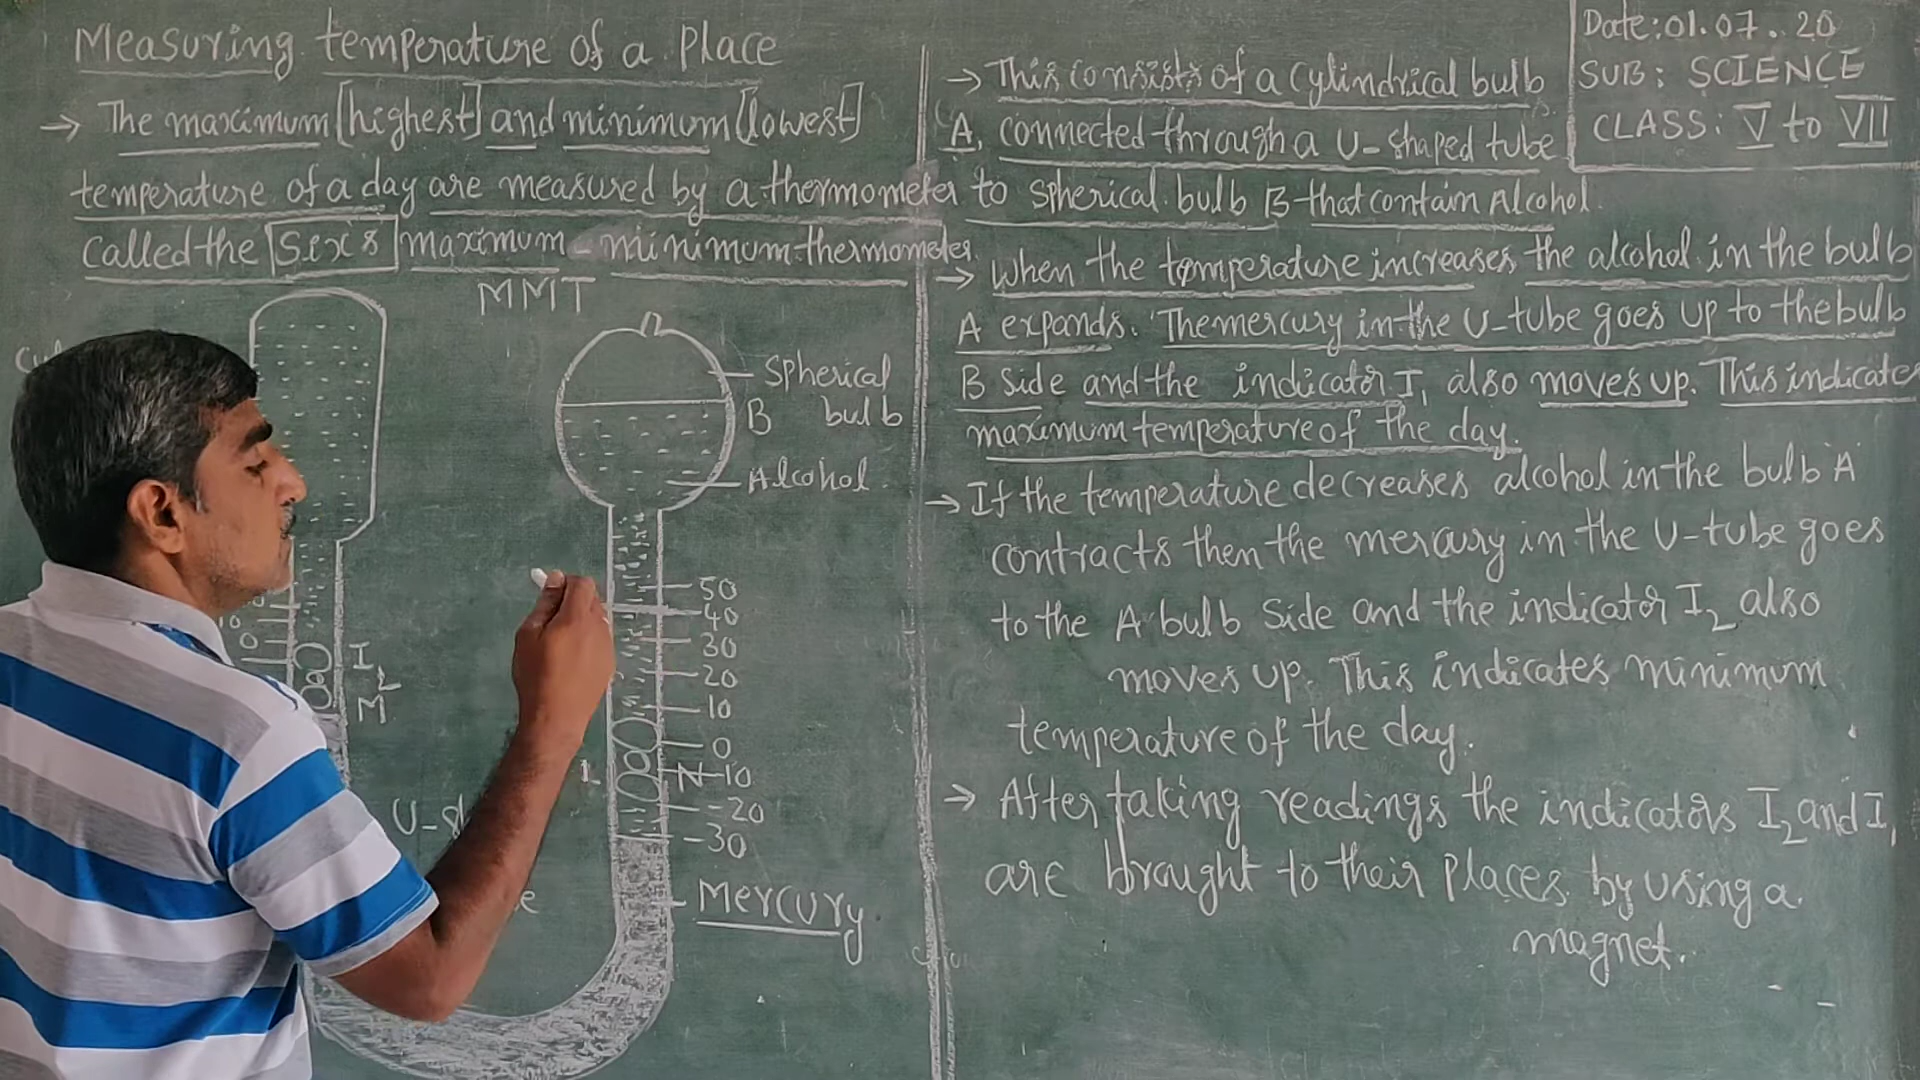 Measuring temperature of a Place
→ The maximum [highest] and minimum [lowest]
temperature of a day are measured by a thermometer
called the Six's maximum-minimum thermometer
MMT
Spherical
B bulb
Alcohol
50
40
30
20
10
0
N-10
-20
-30
Mercury
10
0
I2
M
Date: 01.07.20
SUB: SCIENCE
CLASS: V to VII
→ This consists of a cylindrical bulb
A, connected through a U-shaped tube
to spherical bulb B that contain Alcohol.
→ when the temperature increases the alcohol in the bulb
A expands. The mercury in the U-tube goes up to the bulb
B side and the indicator I1 also moves up. This indicates
maximum temperature of the day.
→ If the temperature decreases alcohol in the bulb A
contracts then the mercury in the U-tube goes
to the A bulb side and the indicator I2 also
moves up. This indicates minimum
temperature of the day.
→ After taking readings the indicators I2 and I1
are brought to their places by using a
magnet.